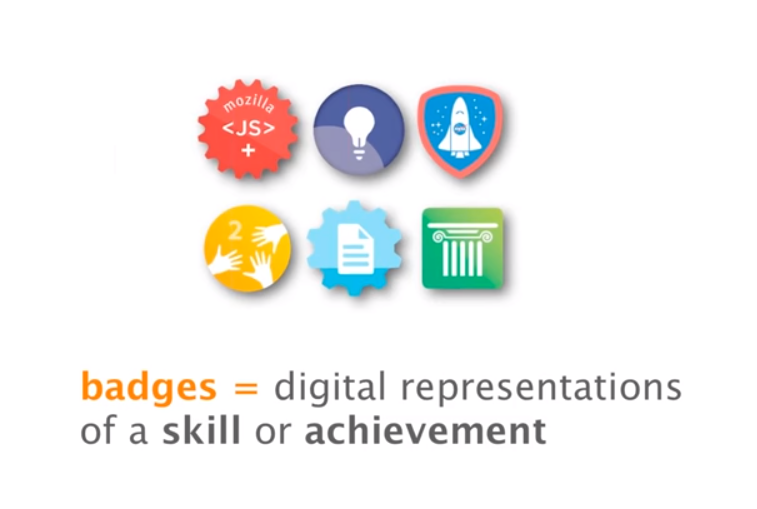 mozilla
<JS>
+
2
badges = digital representations
of a skill or achievement